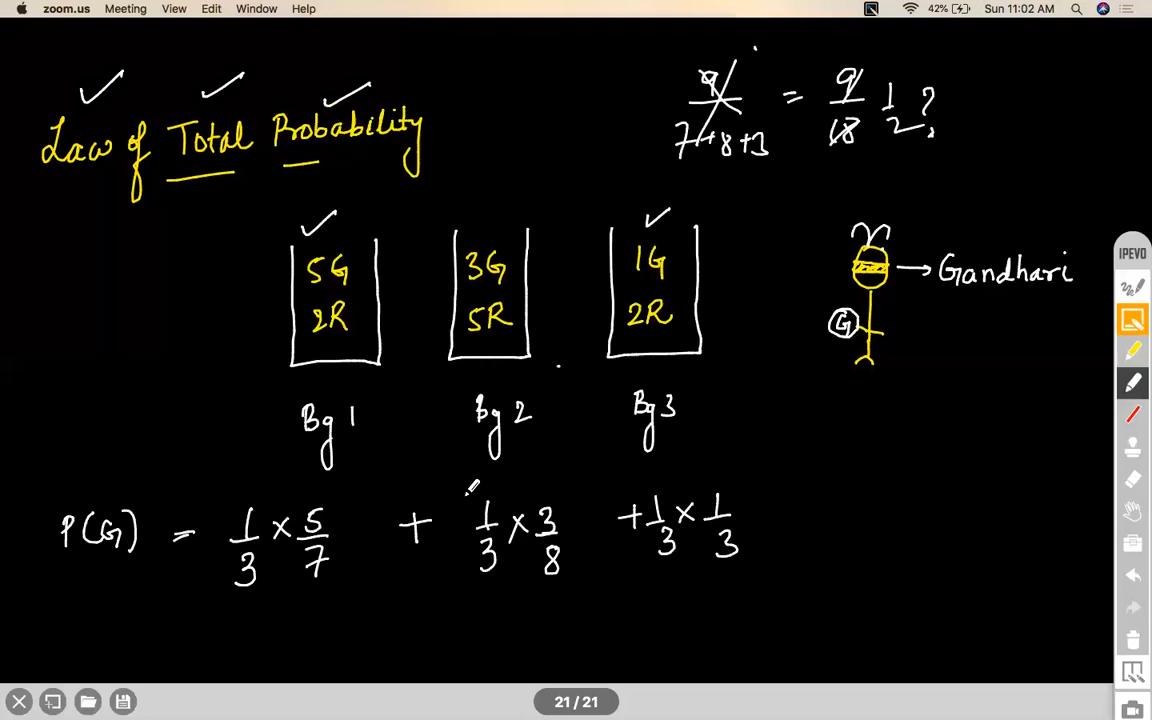 zoom.us Meeting View Edit Window Help 42% Sun 11:02 AM
Law of Total Probability
9/(7+8+3) = 9/18 1/2 ?
5G 3G 1G
2R 5R 2R
G → Gandhari
IPEVO
Bg 1 Bg 2 Bg 3
P(G) = 1/3 × 5/7 + 1/3 × 3/8 + 1/3 × 1/3
21 / 21